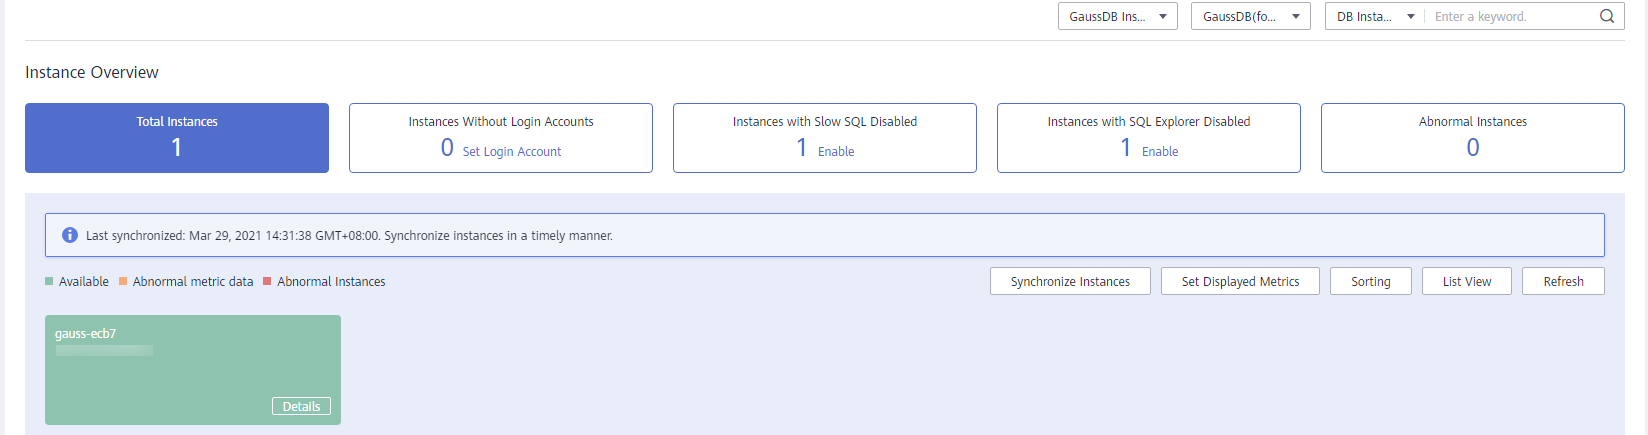 GaussDB Ins... GaussDB(fo... DB Insta... Enter a keyword.
Instance Overview
Total Instances
1
Instances Without Login Accounts
0 Set Login Account
Instances with Slow SQL Disabled
1 Enable
Instances with SQL Explorer Disabled
1 Enable
Abnormal Instances
0
Last synchronized: Mar 29, 2021 14:31:38 GMT+08:00. Synchronize instances in a timely manner.
Available Abnormal metric data Abnormal Instances
Synchronize Instances Set Displayed Metrics Sorting List View Refresh
gauss-ecb7
Details